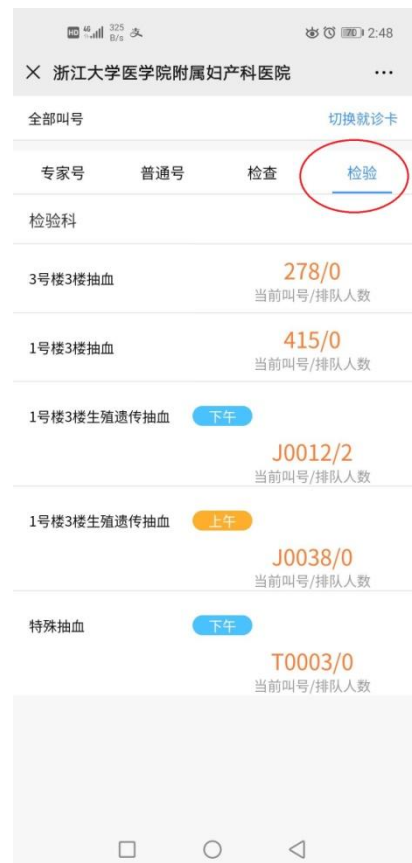 HD 46 325 B/s 支 70 2:48
浙江大学医学院附属妇产科医院
全部叫号 切换就诊卡
专家号 普通号 检查 检验
检验科
3号楼3楼抽血 278/0
当前叫号/排队人数
1号楼3楼抽血 415/0
当前叫号/排队人数
1号楼3楼生殖遗传抽血 下午
J0012/2
当前叫号/排队人数
1号楼3楼生殖遗传抽血 上午
J0038/0
当前叫号/排队人数
特殊抽血 下午
T0003/0
当前叫号/排队人数